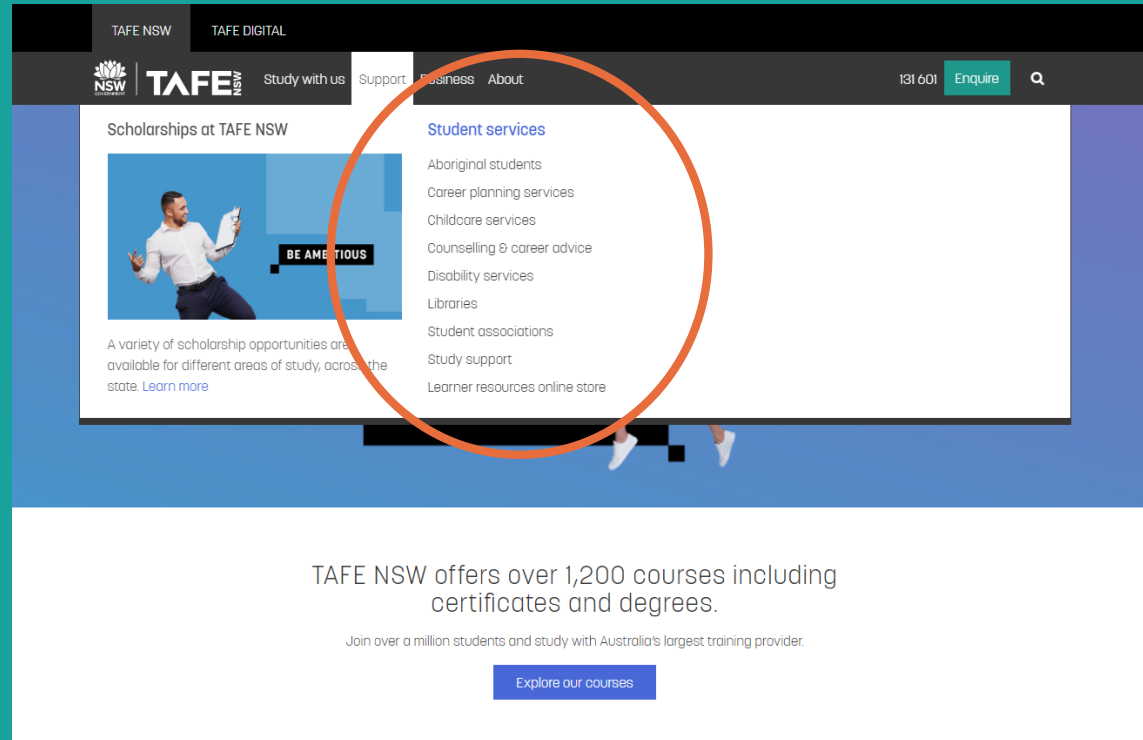 TAFE NSW TAFE DIGITAL
NSW GOVERNMENT TAFE NSW Study with us Support Business About 131 601 Enquire
Scholarships at TAFE NSW
BE AMBITIOUS
A variety of scholarship opportunities are
available for different areas of study, across the
state. Learn more
Student services
Aboriginal students
Career planning services
Childcare services
Counselling & career advice
Disability services
Libraries
Student associations
Study support
Learner resources online store
TAFE NSW offers over 1,200 courses including
certificates and degrees.
Join over a million students and study with Australia's largest training provider.
Explore our courses